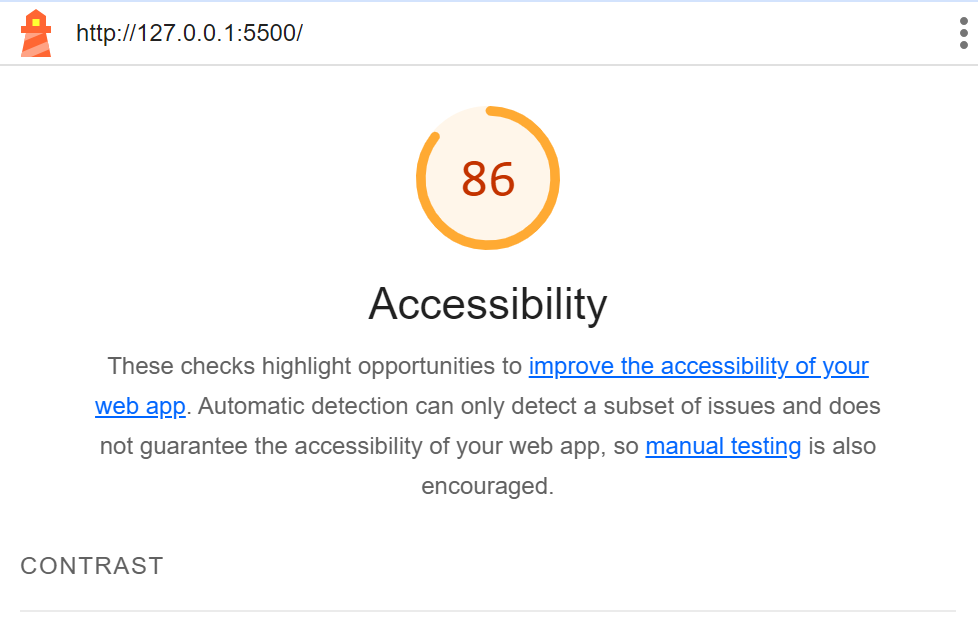 http://127.0.0.1:5500/
86
Accessibility
These checks highlight opportunities to improve the accessibility of your
web app. Automatic detection can only detect a subset of issues and does
not guarantee the accessibility of your web app, so manual testing is also
encouraged.
CONTRAST